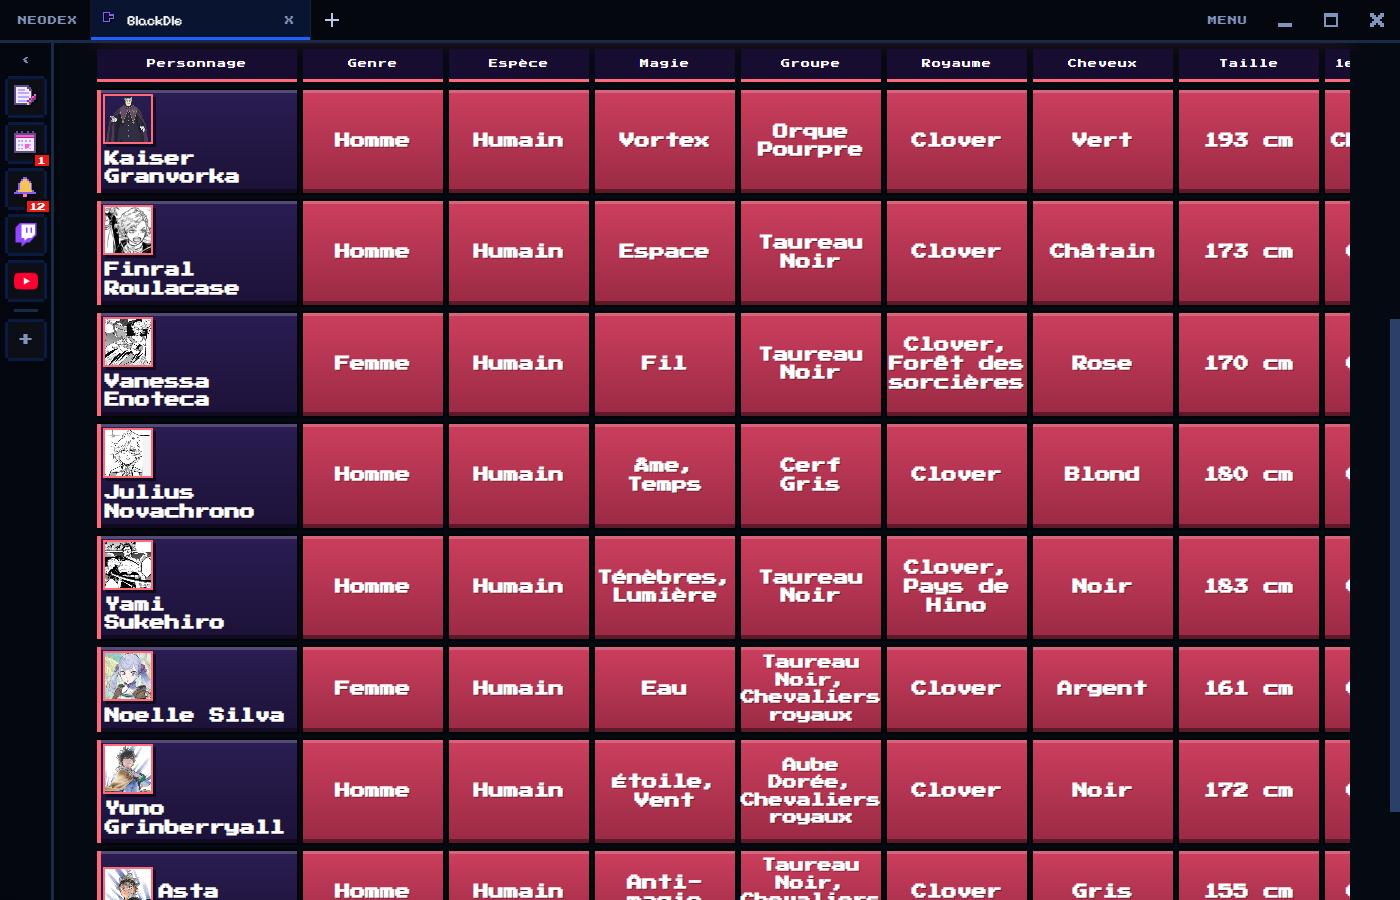 NEODEX
BlackDle
MENU
Personnage Genre Espèce Magie Groupe Royaume Cheveux Taille
1
12
Kaiser
Granvorka
Homme
Humain
Vortex
Orque
Pourpre
Clover
Vert
193 cm
Finral
Roulacase
Homme
Humain
Espace
Taureau
Noir
Clover
Châtain
173 cm
Vanessa
Enoteca
Femme
Humain
Fil
Taureau
Noir
Clover,
Forêt des
sorcières
Rose
170 cm
Julius
Novachrono
Homme
Humain
Âme,
Temps
Cerf
Gris
Clover
Blond
180 cm
Yami
Sukehiro
Homme
Humain
Ténèbres,
Lumière
Taureau
Noir
Clover,
Pays de
Hino
Noir
183 cm
Noelle Silva
Femme
Humain
Eau
Taureau
Noir,
Chevaliers
royaux
Clover
Argent
161 cm
Yuno
Grinberryall
Homme
Humain
Étoile,
Vent
Aube
Dorée,
Chevaliers
royaux
Clover
Noir
172 cm
Asta
Homme
Humain
Anti-
magie
Taureau
Noir,
Chevaliers
Clover
Gris
155 cm